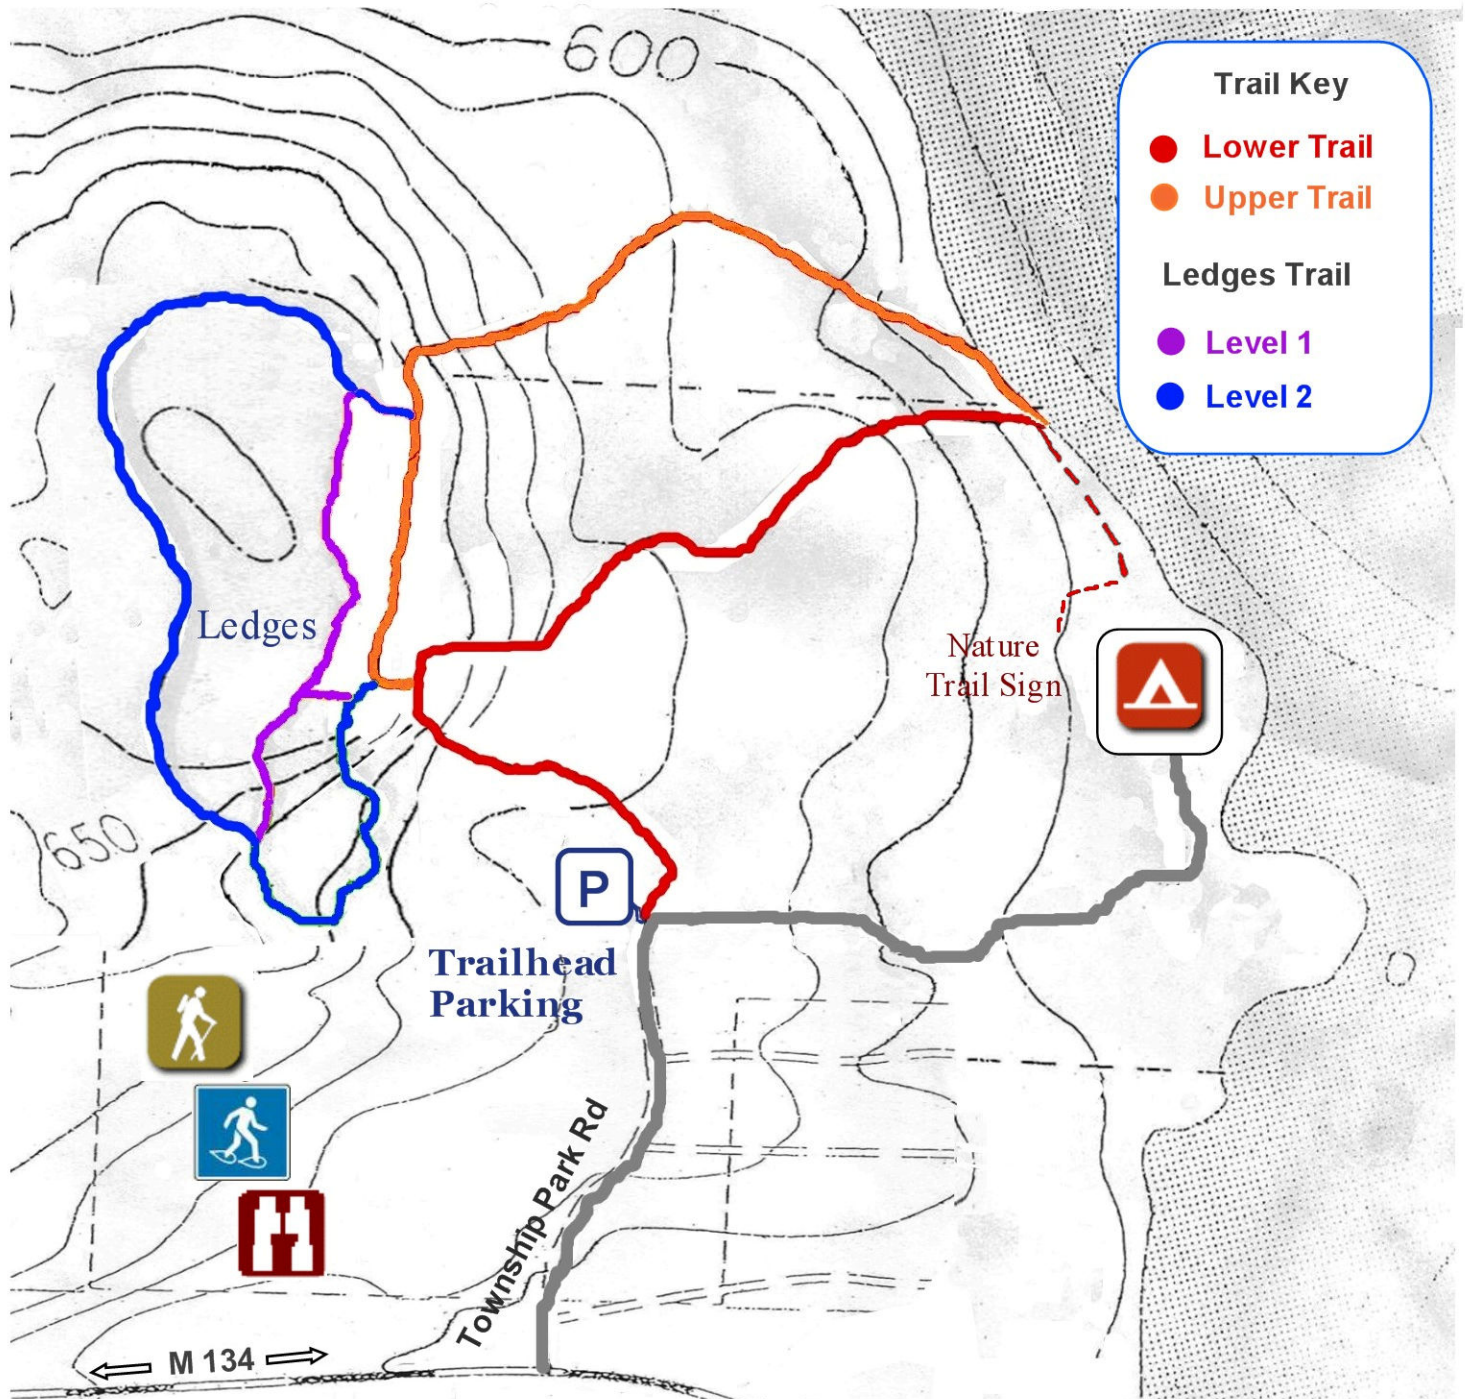 600
Trail Key
Lower Trail
Upper Trail
Ledges Trail
Level 1
Level 2
Ledges
Nature
Trail Sign
650
P
Trailhead
Parking
Township Park Rd
M 134